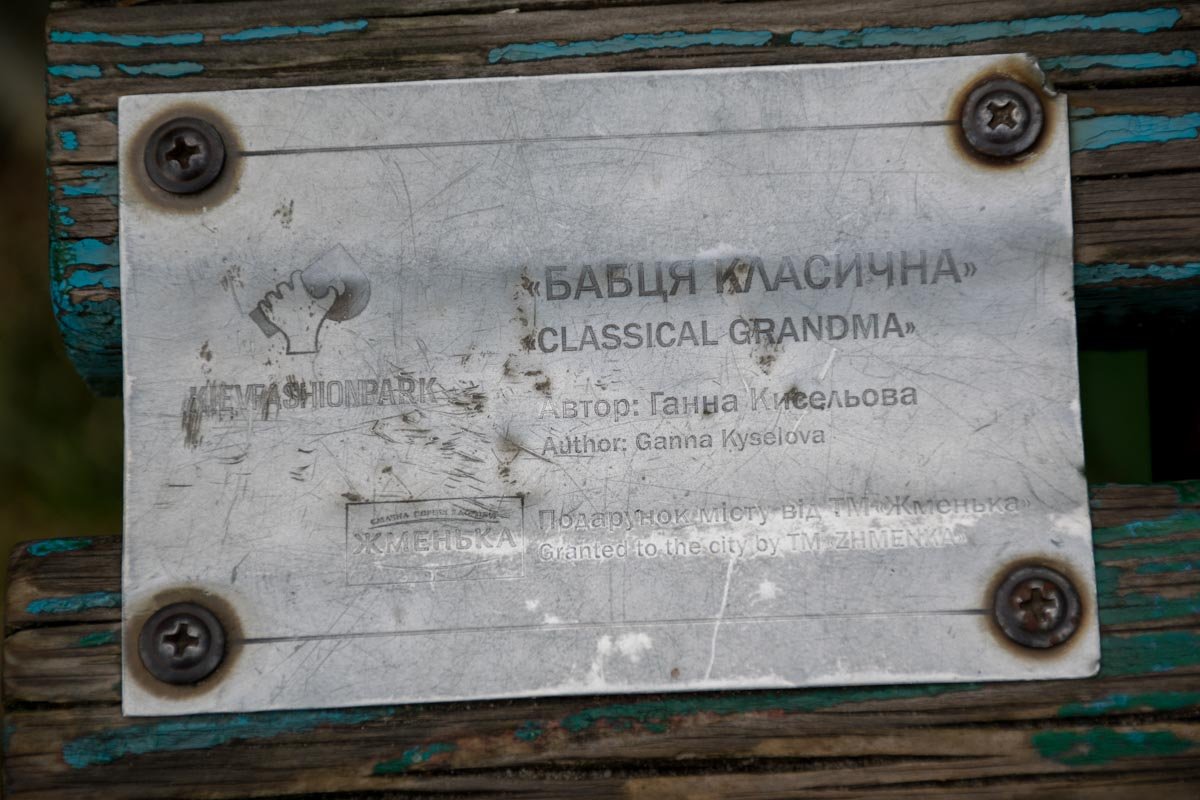 «БАБЦЯ КЛАСИЧНА»
«CLASSICAL GRANDMA»
KIEVFASHIONPARK
Автор: Ганна Кисельова
Author: Ganna Kyselova
ЖМЕНЬКА
Подарунок місту від ТМ «Жменька»
Granted to the city by TM «ZHMENKA»